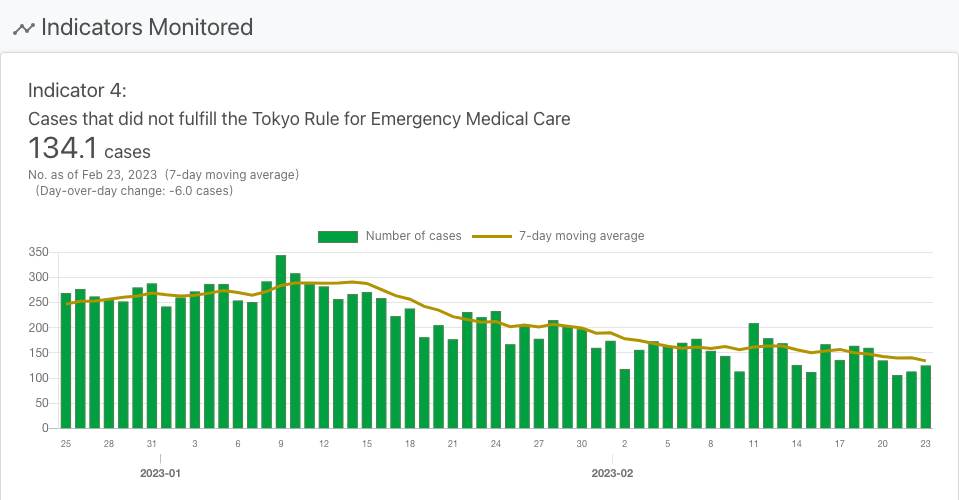 Indicators Monitored
Indicator 4:
Cases that did not fulfill the Tokyo Rule for Emergency Medical Care
134.1 cases
No. as of Feb 23, 2023 (7-day moving average)
(Day-over-day change: -6.0 cases)
Number of cases 7-day moving average
350
300
250
200
150
100
50
0
25 28 31 3 6 9 12 15 18 21 24 27 30 2 5 8 11 14 17 20 23
2023-01 2023-02